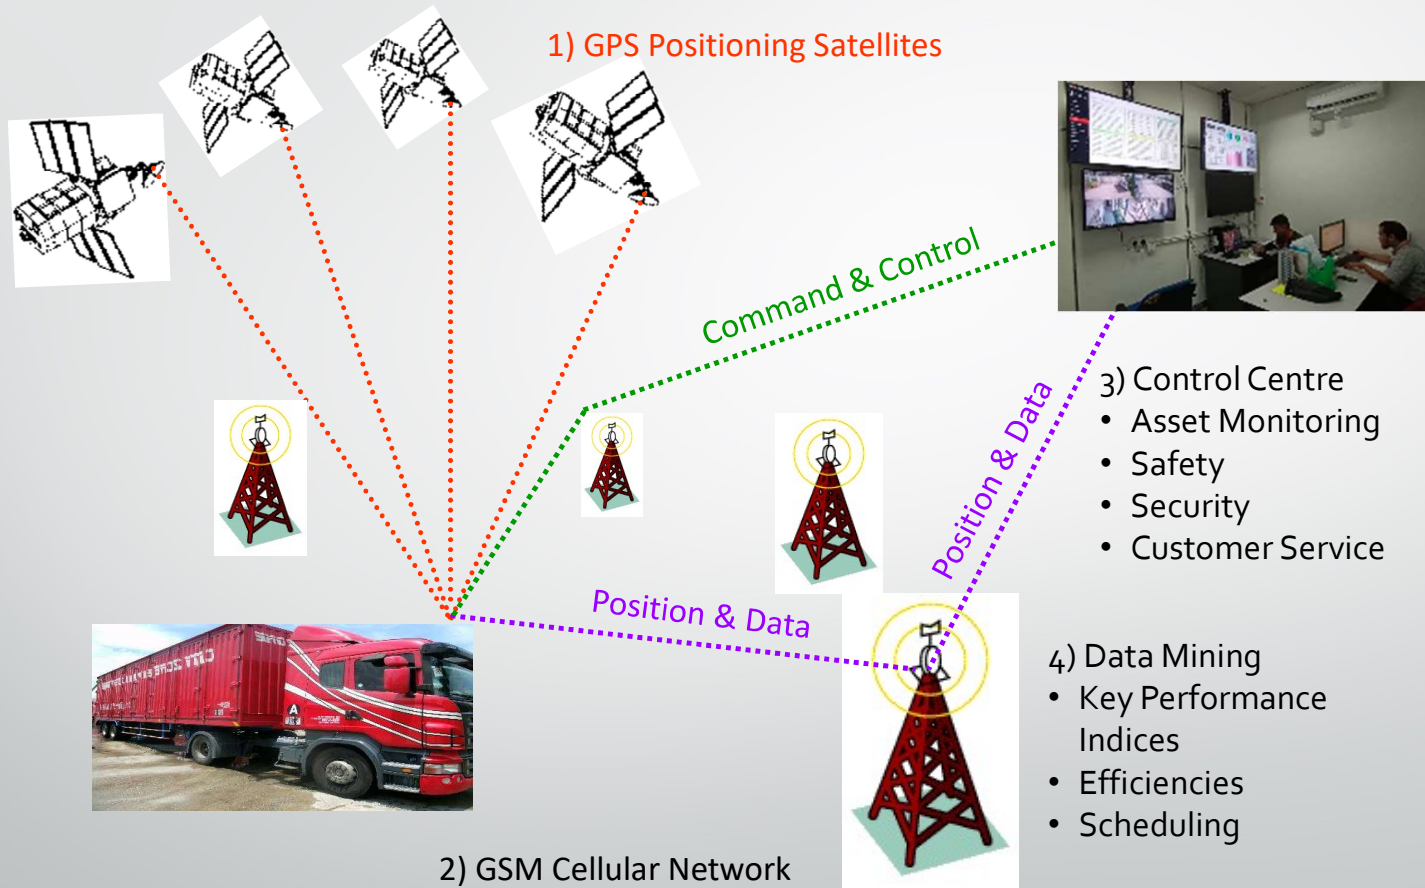 1) GPS Positioning Satellites
Command & Control
Position & Data
3) Control Centre
• Asset Monitoring
• Safety
• Security
• Customer Service
Position & Data
4) Data Mining
• Key Performance
Indices
• Efficiencies
• Scheduling
A
2) GSM Cellular Network